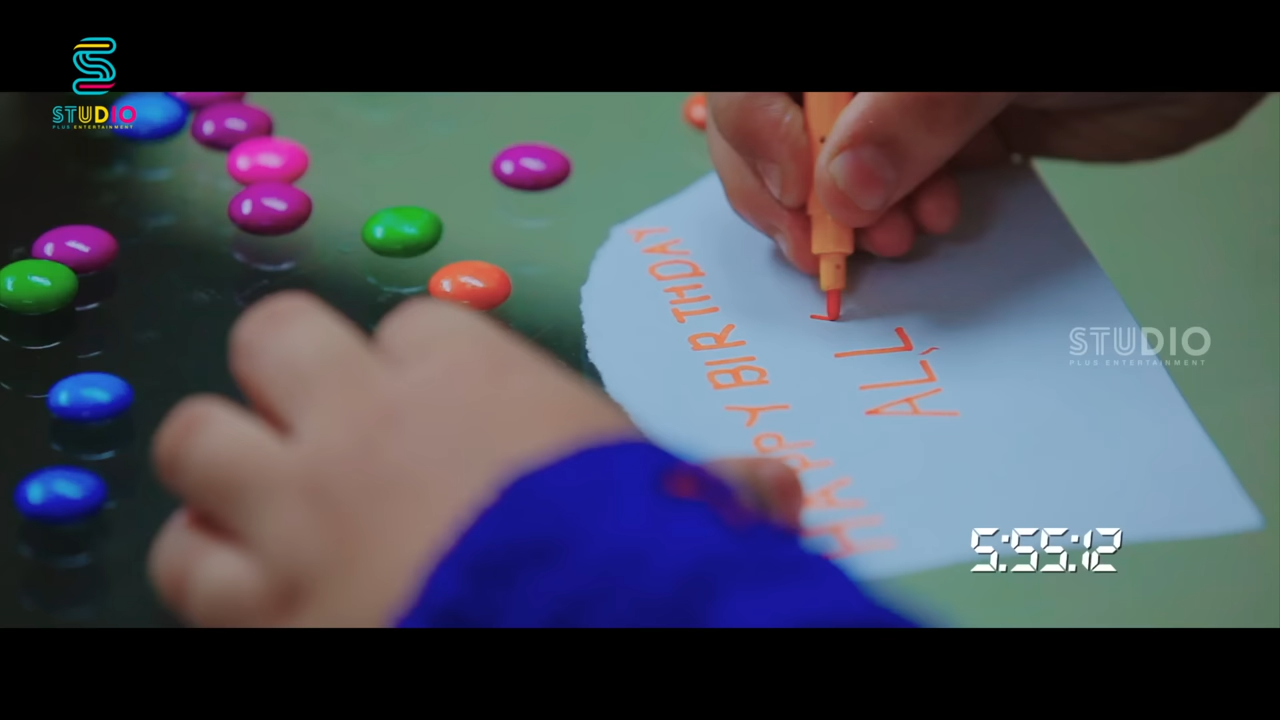 STUDIO
PLUS ENTERTAINMENT
HAPPY BIRTHDAY
ALL
STUDIO
PLUS ENTERTAINMENT
5:55:12